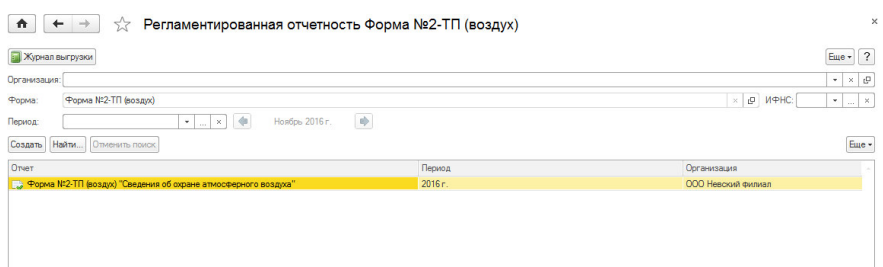 Регламентированная отчетность Форма №2-ТП (воздух)
Журнал выгрузки Еще ?
Организация:
Форма: Форма №2-ТП (воздух) ИФНС: ...
Период: ... Ноябрь 2016 г.
Создать Найти... Отменить поиск Еще
Отчет Период Организация
Форма №2-ТП (воздух) "Сведения об охране атмосферного воздуха" 2016 г. ООО Невский филиал